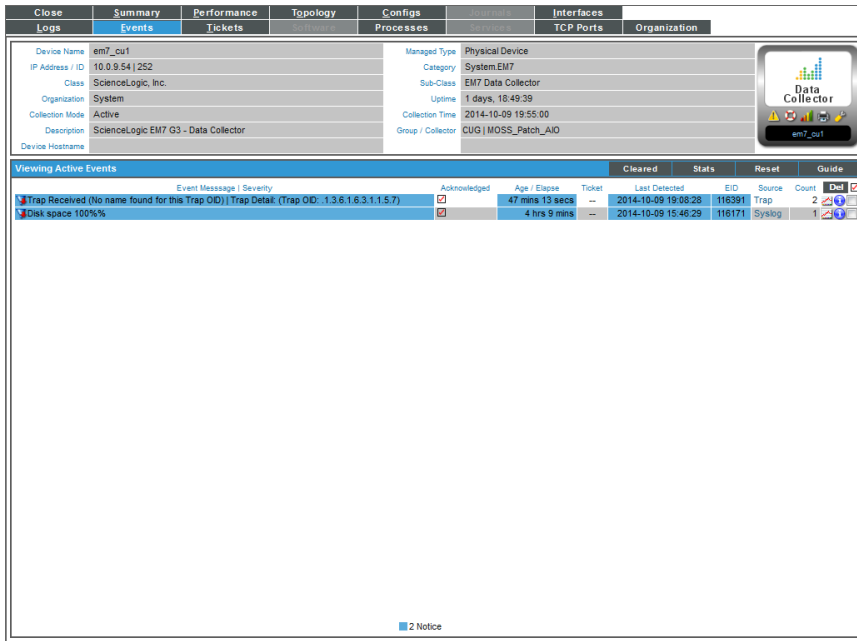 Close Summary Performance Topology Configs Journals Interfaces
Logs Events Tickets Software Processes Services TCP Ports Organization
Device Name em7_cu1 Managed Type Physical Device
IP Address / ID 10.0.9.54 | 252 Category System.EM7
Class ScienceLogic, Inc. Sub-Class EM7 Data Collector
Organization System Uptime 1 days, 18:49:39
Collection Mode Active Collection Time 2014-10-09 19:55:00
Description ScienceLogic EM7 G3 - Data Collector Group / Collector CUG | MOSS_Patch_AIO
Device Hostname
Data
Collector
em7_cu1
Viewing Active Events Cleared Stats Reset Guide
Event Messsage | Severity Acknowledged Age / Elapse Ticket Last Detected EID Source Count Del
Trap Received (No name found for this Trap OID) | Trap Detail: (Trap OID: .1.3.6.1.6.3.1.1.5.7) 47 mins 13 secs -- 2014-10-09 19:08:28 116391 Trap 2
Disk space 100%% 4 hrs 9 mins -- 2014-10-09 15:46:29 116171 Syslog 1
2 Notice